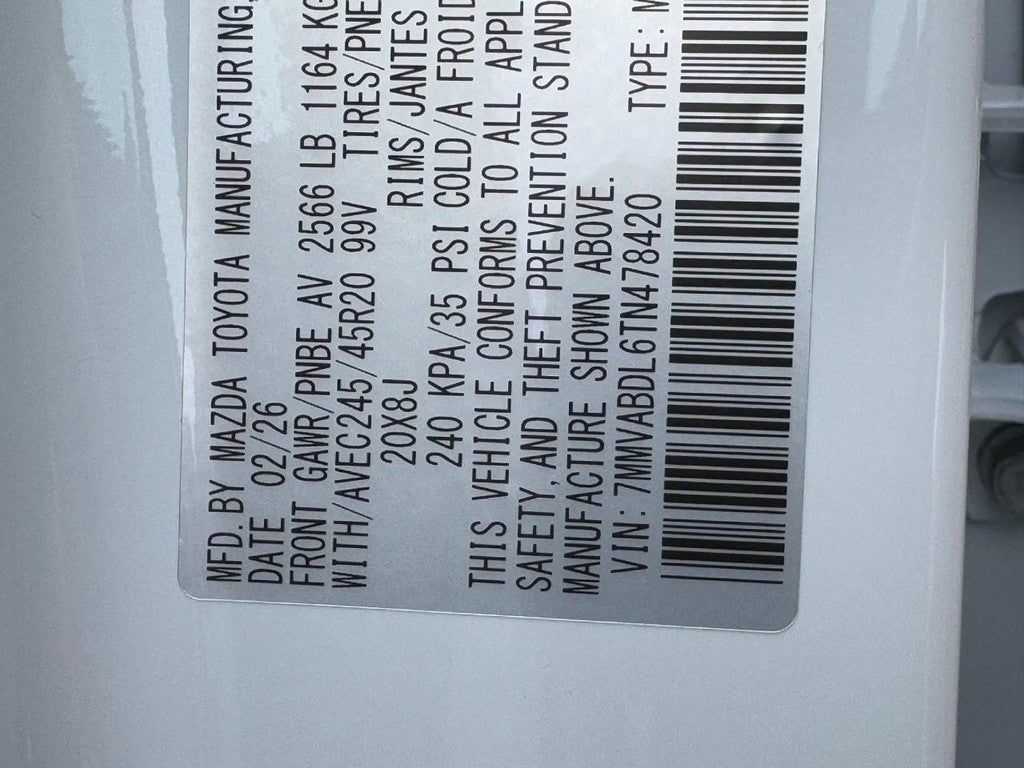 MFD.BY MAZDA TOYOTA MANUFACTURING,
DATE 02/26
FRONT GAWR/PNBE AV 2566 LB 1164 KG
WITH/AVEC245/45R20 99V TIRES/PNE
20X8J RIMS/JANTES
240 KPA/35 PSI COLD/A FROID
THIS VEHICLE CONFORMS TO ALL APPL
SAFETY,AND THEFT PREVENTION STAND
MANUFACTURE SHOWN ABOVE.
VIN:7MMVABDL6TN478420 TYPE:M